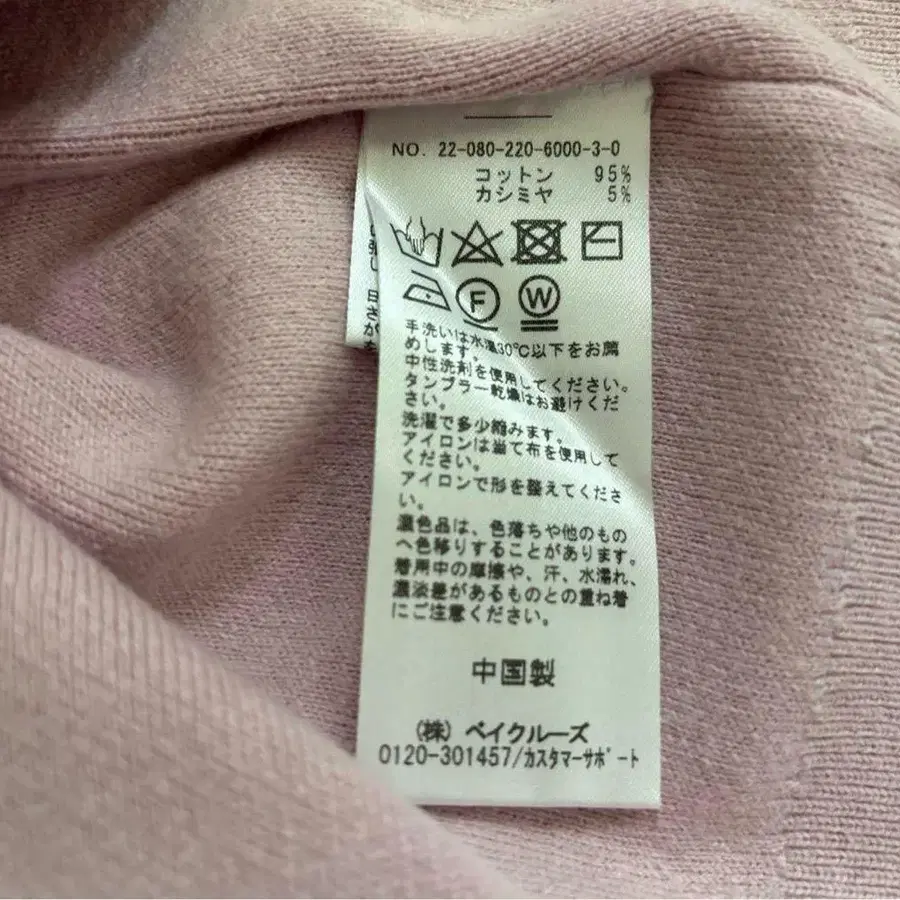 NO. 22-080-220-6000-3-0
コットン 95%
カシミヤ 5%
F W
手洗いは水温30℃以下をお薦
めします。
中性洗剤を使用してください。
タンブラー乾燥はお避けくだ
さい。
洗濯で多少縮みます。
アイロンは当て布を使用して
ください。
アイロンで形を整えてくださ
い。
濃色品は、色落ちや他のもの
へ色移りすることがあります。
着用中の摩擦や、汗、水濡れ、
濃淡差があるものとの重ね着
にご注意ください。
中国製
(株) ベイクルーズ
0120-301457/カスタマーサポート